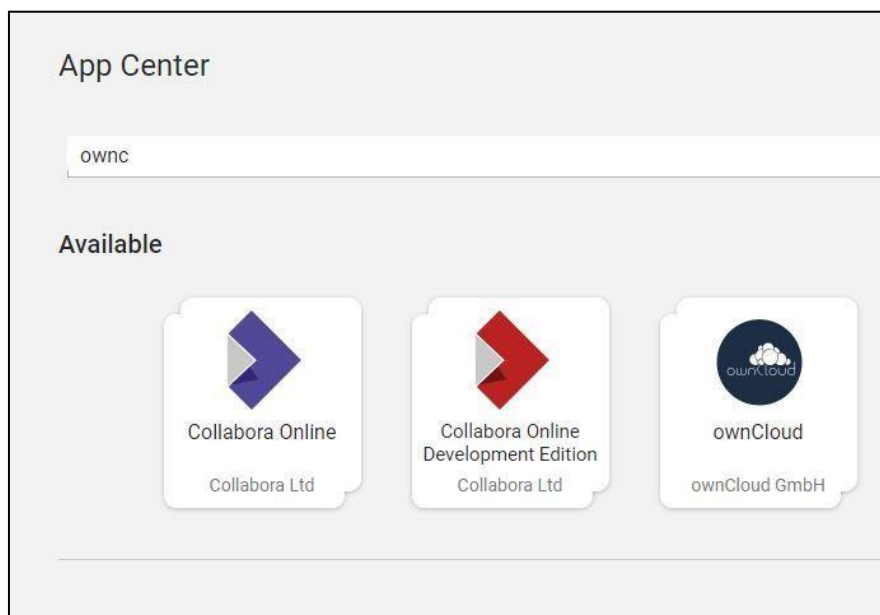 App Center
ownc
Available
ownCloud
Collabora Online
Collabora Ltd
Collabora Online
Development Edition
Collabora Ltd
ownCloud
ownCloud GmbH